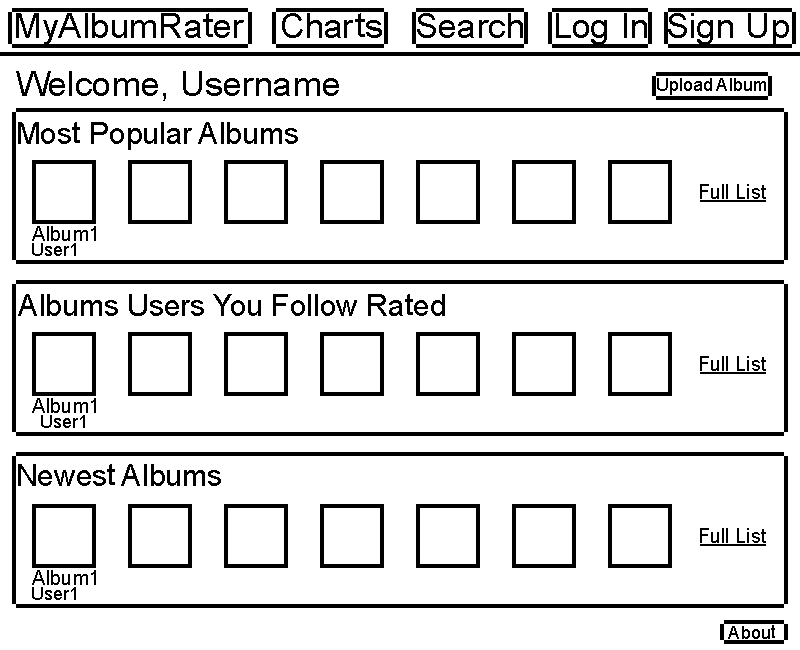 MyAlbumRater Charts Search Log In Sign Up
Welcome, Username Upload Album
Most Popular Albums
Full List
Album1
User1
Albums Users You Follow Rated
Full List
Album1
User1
Newest Albums
Full List
Album1
User1
About